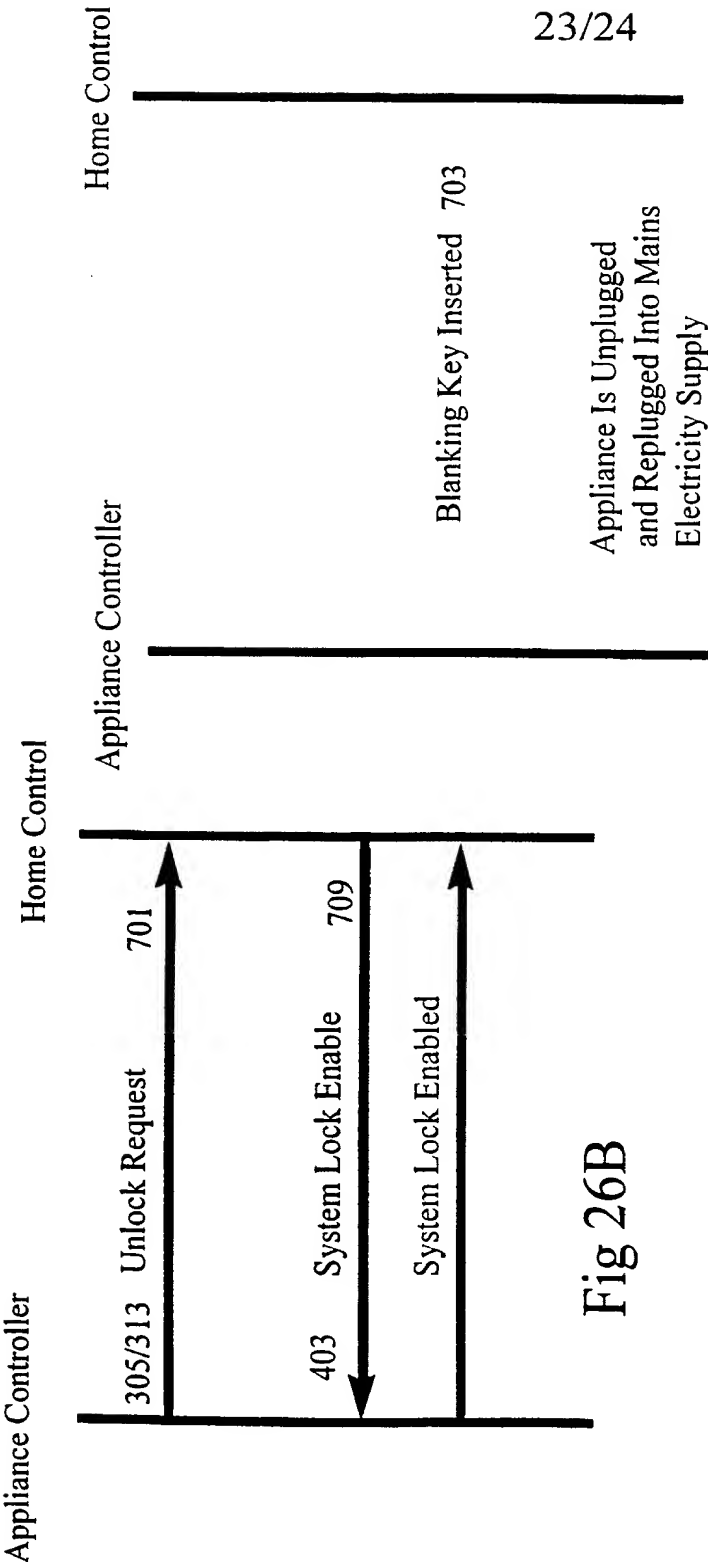 23/24
Appliance Controller
Home Control
305/313 Unlock Request 701
403 System Lock Enable 709
System Lock Enabled
Fig 26B
Appliance Controller
Home Control
Blanking Key Inserted 703
Appliance Is Unplugged
and Replugged Into Mains
Electricity Supply